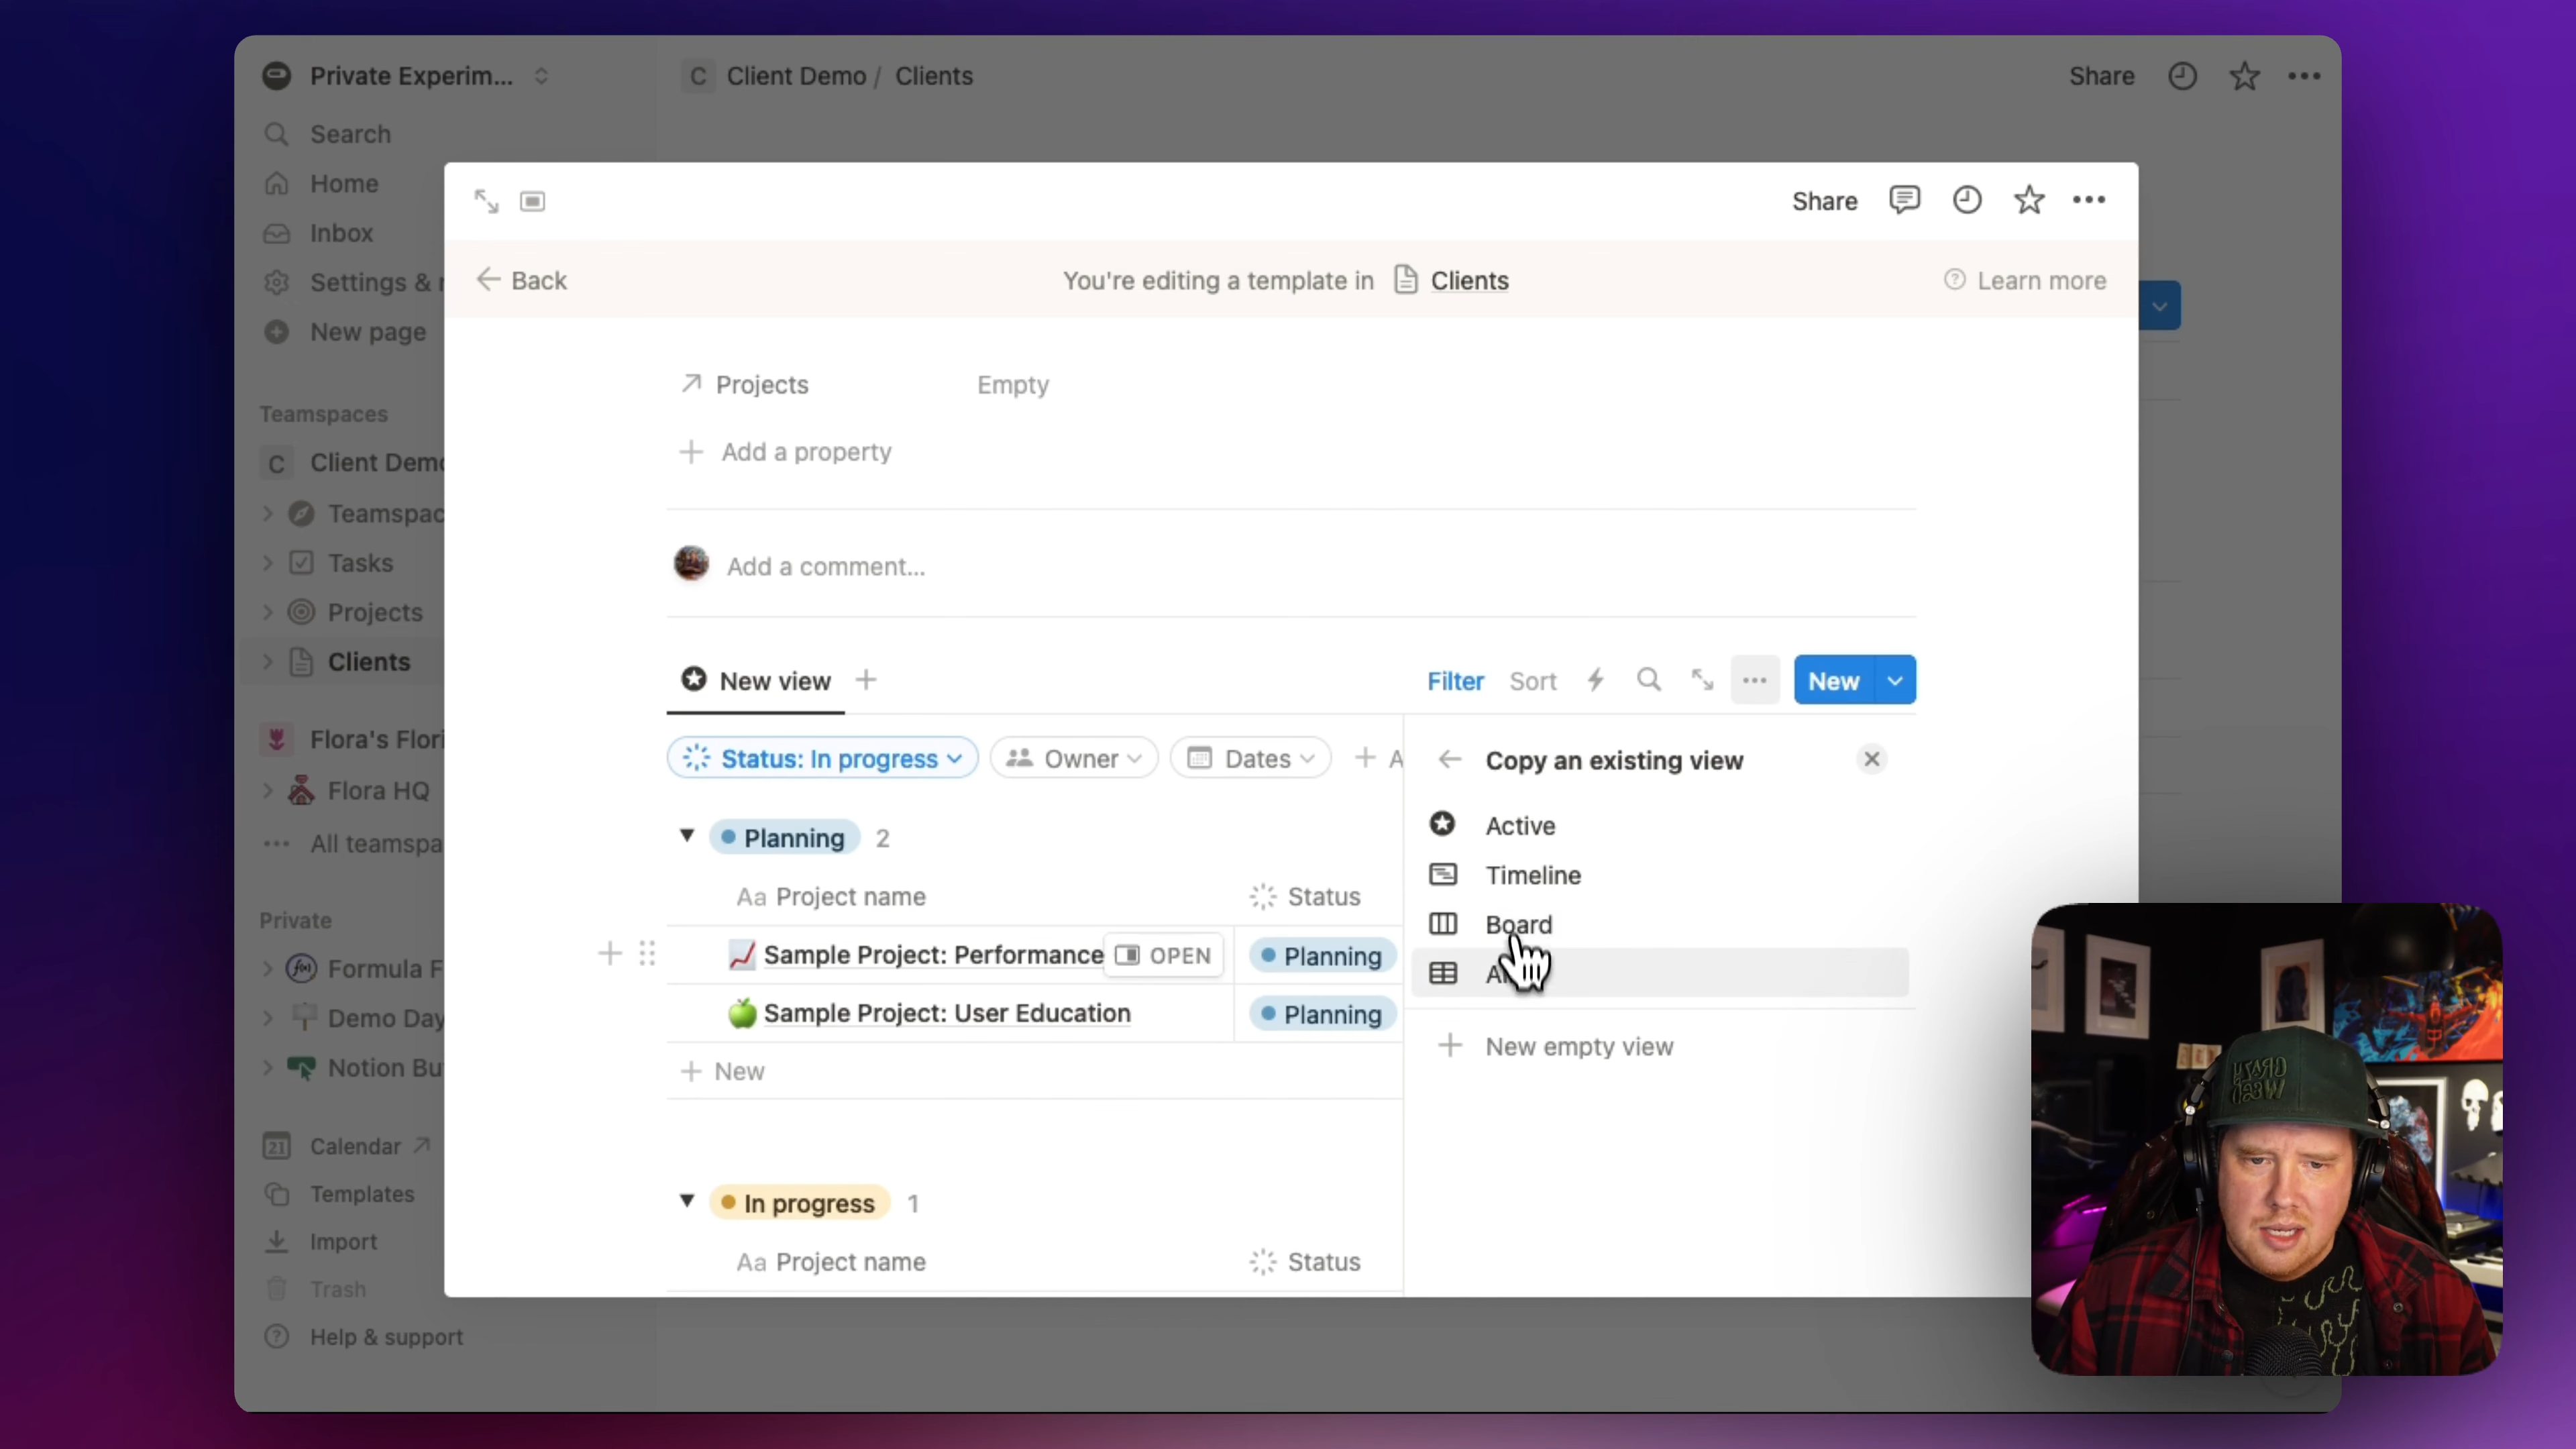 Private Experim...
Search
Home
Inbox
Settings &
New page
Teamspaces
C
Client Demo
Teamspac
Tasks
Projects
Clients
Flora's Flori
Flora HQ
All teamspa
Private
Formula F
Demo Day
Notion Bu
21
Calendar
Templates
Import
Trash
Help & support
C Client Demo / Clients
Share
Share
Back
You're editing a template in Clients
Learn more
Projects Empty
Add a property
Add a comment...
New view
Filter Sort New
Status: In progress Owner Dates + A
Planning 2
Aa Project name Status
Sample Project: Performance OPEN Planning
Sample Project: User Education Planning
+ New
In progress 1
Aa Project name Status
Copy an existing view
Active
Timeline
Board
New empty view